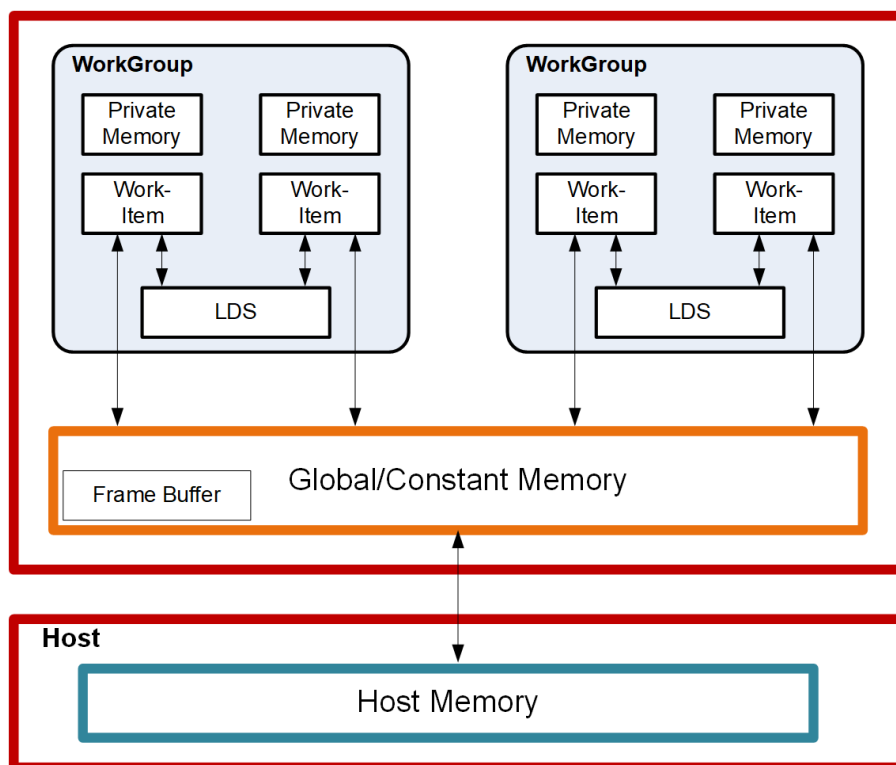 WorkGroup
Private
Memory
Private
Memory
Work-
Item
Work-
Item
LDS
WorkGroup
Private
Memory
Private
Memory
Work-
Item
Work-
Item
LDS
Global/Constant Memory
Frame Buffer
Host
Host Memory